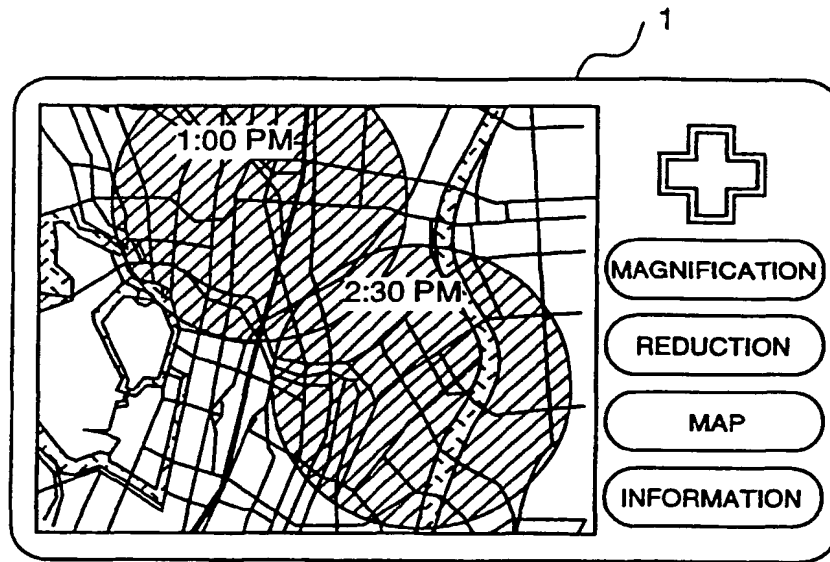 1
1:00 PM
2:30 PM
MAGNIFICATION
REDUCTION
MAP
INFORMATION